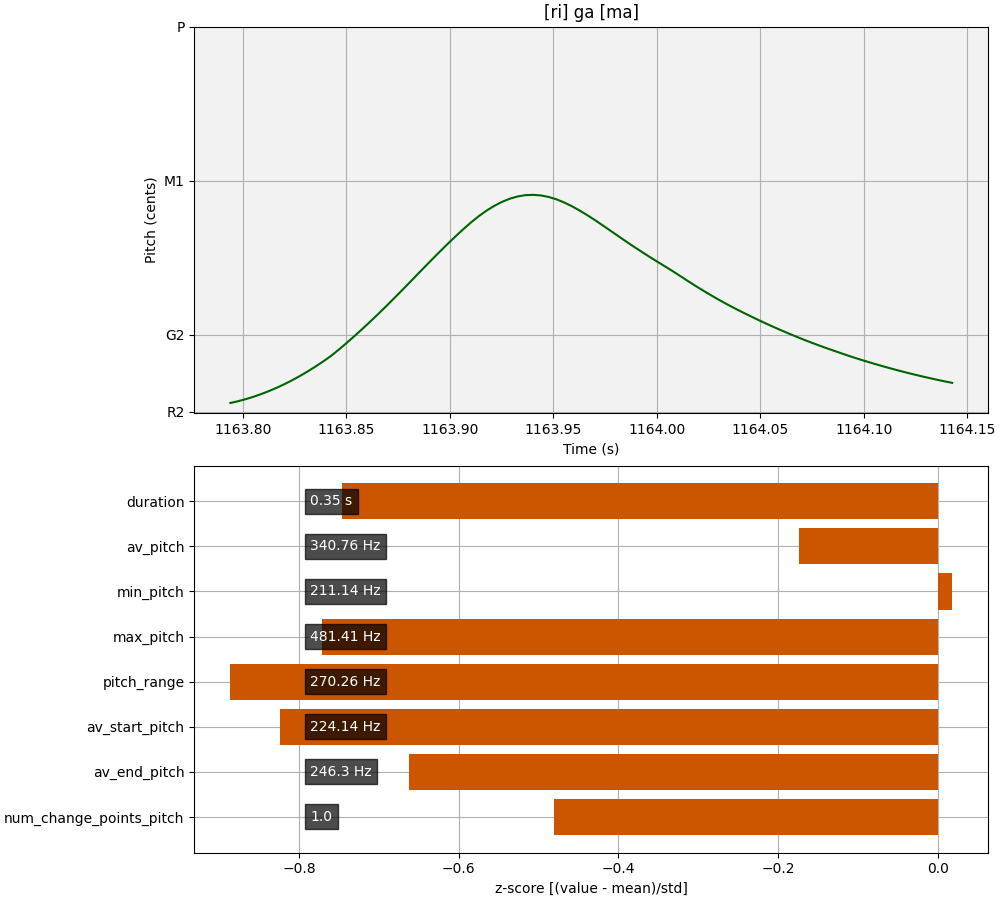 [ri] ga [ma]
P
M1
G2
R2
Pitch (cents)
1163.80 1163.85 1163.90 1163.95 1164.00 1164.05 1164.10 1164.15
Time (s)
duration 0.35 s
av_pitch 340.76 Hz
min_pitch 211.14 Hz
max_pitch 481.41 Hz
pitch_range 270.26 Hz
av_start_pitch 224.14 Hz
av_end_pitch 246.3 Hz
num_change_points_pitch 1.0
−0.8 −0.6 −0.4 −0.2 0.0
z-score [(value - mean)/std]